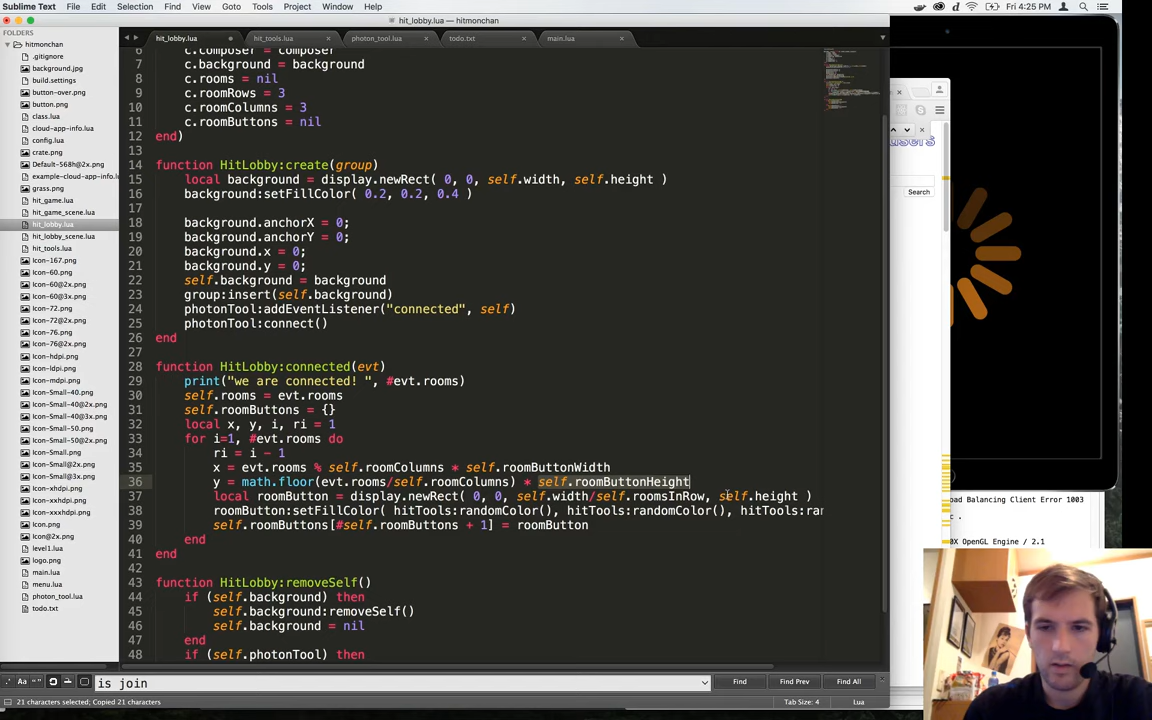 Sublime Text File Edit Selection Find View Goto Tools Project Window Help Fri 4:25 PM
hit_lobby.lua — hitmonchan
FOLDERS
hitmonchan
.gitignore
background.jpg
build.settings
button-over.png
button.png
class.lua
cloud-app-info.lua
config.lua
crate.png
Default-568h@2x.png
example-cloud-app-info.lu
grass.png
hit_game.lua
hit_game_scene.lua
hit_lobby.lua
hit_lobby_scene.lua
hit_tools.lua
Icon-167.png
Icon-60.png
Icon-60@2x.png
Icon-60@3x.png
Icon-72.png
Icon-72@2x.png
Icon-76.png
Icon-76@2x.png
Icon-hdpi.png
Icon-ldpi.png
Icon-mdpi.png
Icon-Small-40.png
Icon-Small-40@2x.png
Icon-Small-40@3x.png
Icon-Small-50.png
Icon-Small-50@2x.png
Icon-Small.png
Icon-Small@2x.png
Icon-Small@3x.png
Icon-xhdpi.png
Icon-xxhdpi.png
Icon-xxxhdpi.png
Icon.png
Icon@2x.png
level1.lua
logo.png
main.lua
menu.lua
photon_tool.lua
todo.txt
hit_lobby.lua hit_tools.lua photon_tool.lua todo.txt main.lua
6 c.composer = composer
7 c.background = background
8 c.rooms = nil
9 c.roomRows = 3
10 c.roomColumns = 3
11 c.roomButtons = nil
12 end)
13
14 function HitLobby:create(group)
15 local background = display.newRect( 0, 0, self.width, self.height )
16 background:setFillColor( 0.2, 0.2, 0.4 )
17
18 background.anchorX = 0;
19 background.anchorY = 0;
20 background.x = 0;
21 background.y = 0;
22 self.background = background
23 group:insert(self.background)
24 photonTool:addEventListener("connected", self)
25 photonTool:connect()
26 end
27
28 function HitLobby:connected(evt)
29 print("we are connected! ", #evt.rooms)
30 self.rooms = evt.rooms
31 self.roomButtons = {}
32 local x, y, i, ri = 1
33 for i=1, #evt.rooms do
34 ri = i - 1
35 x = evt.rooms % self.roomColumns * self.roomButtonWidth
36 y = math.floor(evt.rooms/self.roomColumns) * self.roomButtonHeight
37 local roomButton = display.newRect( 0, 0, self.width/self.roomsInRow, self.height )
38 roomButton:setFillColor( hitTools:randomColor(), hitTools:randomColor(), hitTools:rar
39 self.roomButtons[#self.roomButtons + 1] = roomButton
40 end
41 end
42
43 function HitLobby:removeSelf()
44 if (self.background) then
45 self.background:removeSelf()
46 self.background = nil
47 end
48 if (self.photonTool) then
is join
Find Find Prev Find All
21 characters selected; Copied 21 characters Tab Size: 4 Lua
Search
oad Balancing Client Error 1003
c .
0X OpenGL Engine / 2.1